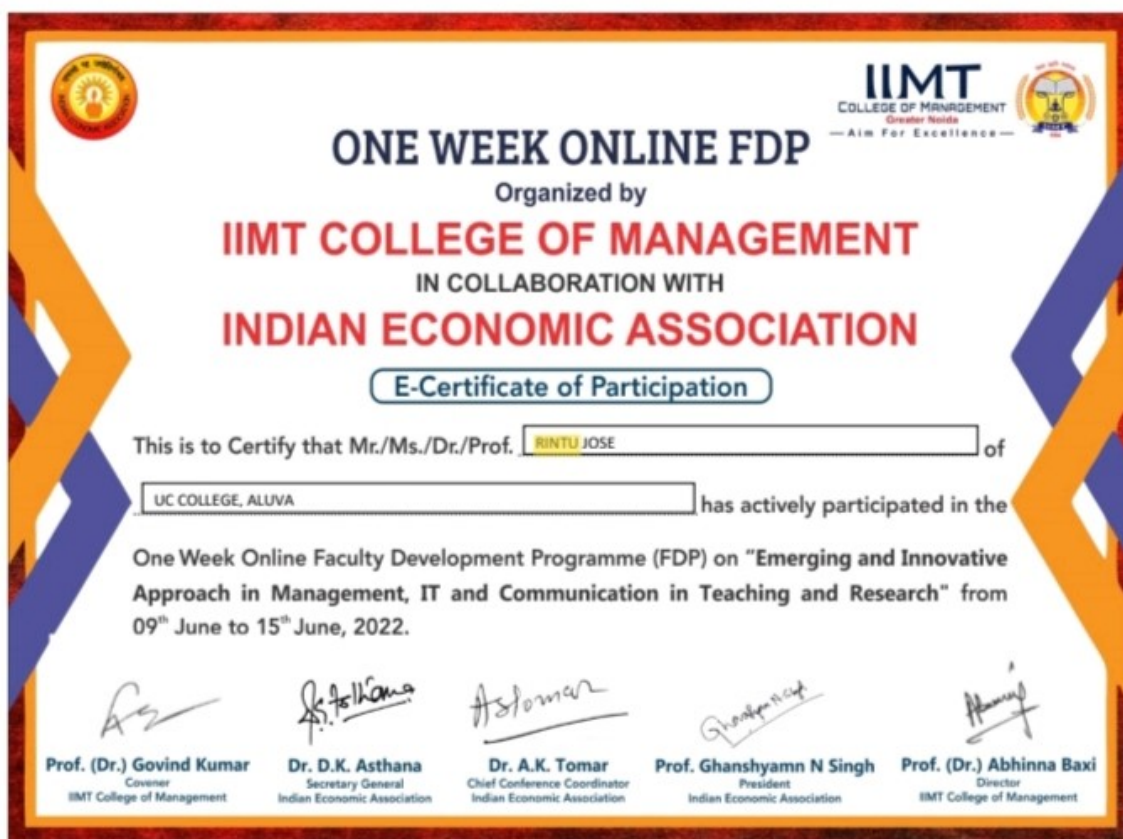 IIMT
COLLEGE OF MANAGEMENT
Greater Noida
Aim For Excellence
ONE WEEK ONLINE FDP
Organized by
IIMT COLLEGE OF MANAGEMENT
IN COLLABORATION WITH
INDIAN ECONOMIC ASSOCIATION
E-Certificate of Participation
This is to Certify that Mr./Ms./Dr./Prof. RINTU JOSE of
UC COLLEGE, ALUVA has actively participated in the
One Week Online Faculty Development Programme (FDP) on "Emerging and Innovative
Approach in Management, IT and Communication in Teaching and Research" from
09th June to 15th June, 2022.
Prof. (Dr.) Govind Kumar
Covener
IIMT College of Management
Dr. D.K. Asthana
Secretary General
Indian Economic Association
Dr. A.K. Tomar
Chief Conference Coordinator
Indian Economic Association
Prof. Ghanshyamn N Singh
President
Indian Economic Association
Prof. (Dr.) Abhinna Baxi
Director
IIMT College of Management